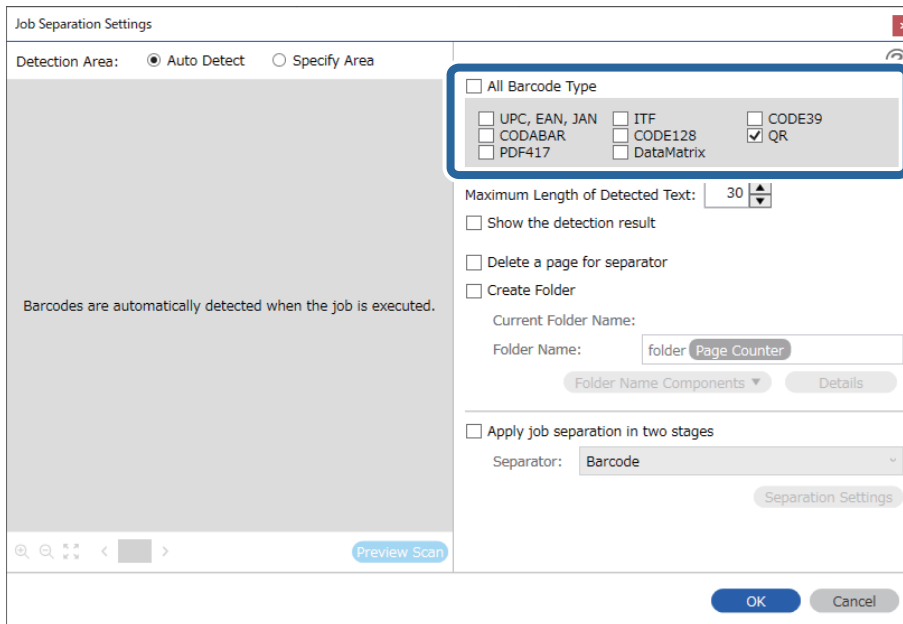 Job Separation Settings
Detection Area: Auto Detect Specify Area
All Barcode Type
UPC, EAN, JAN ITF CODE39
CODABAR CODE128 QR
PDF417 DataMatrix
Maximum Length of Detected Text: 30
Show the detection result
Delete a page for separator
Create Folder
Current Folder Name:
Folder Name: folder Page Counter
Folder Name Components Details
Apply job separation in two stages
Separator: Barcode
Separation Settings
Barcodes are automatically detected when the job is executed.
Preview Scan
OK Cancel